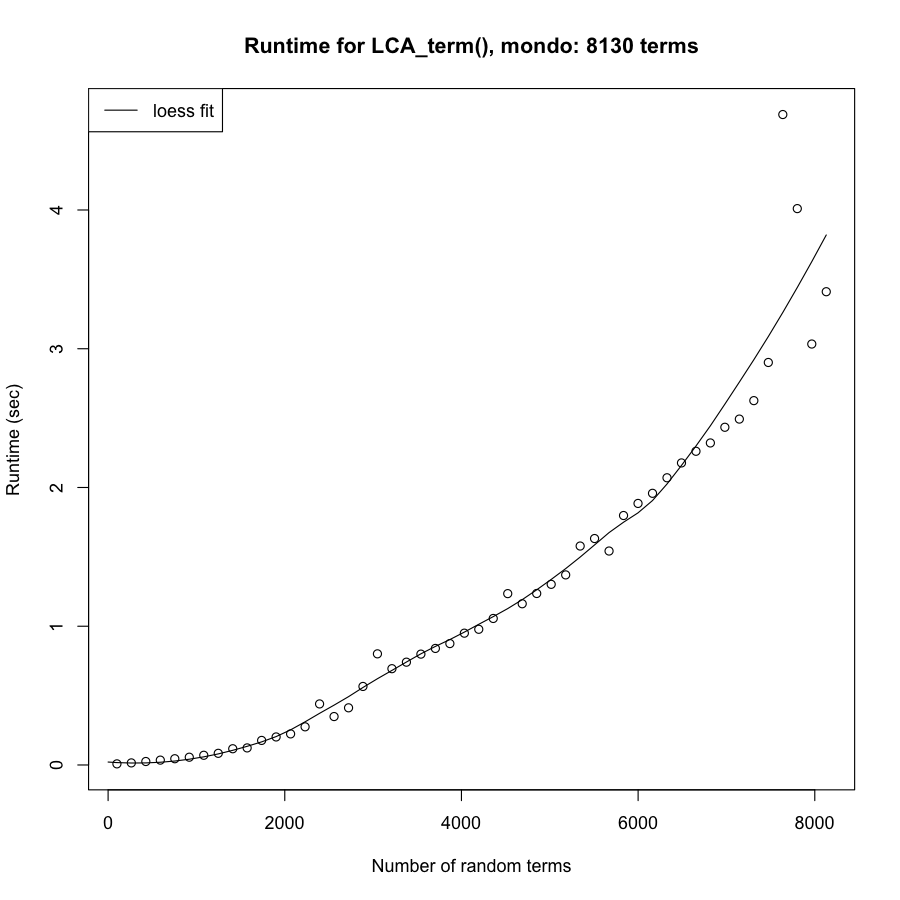 Runtime for LCA_term(), mondo: 8130 terms
loess fit
Runtime (sec)
4
3
2
1
0
0 2000 4000 6000 8000
Number of random terms